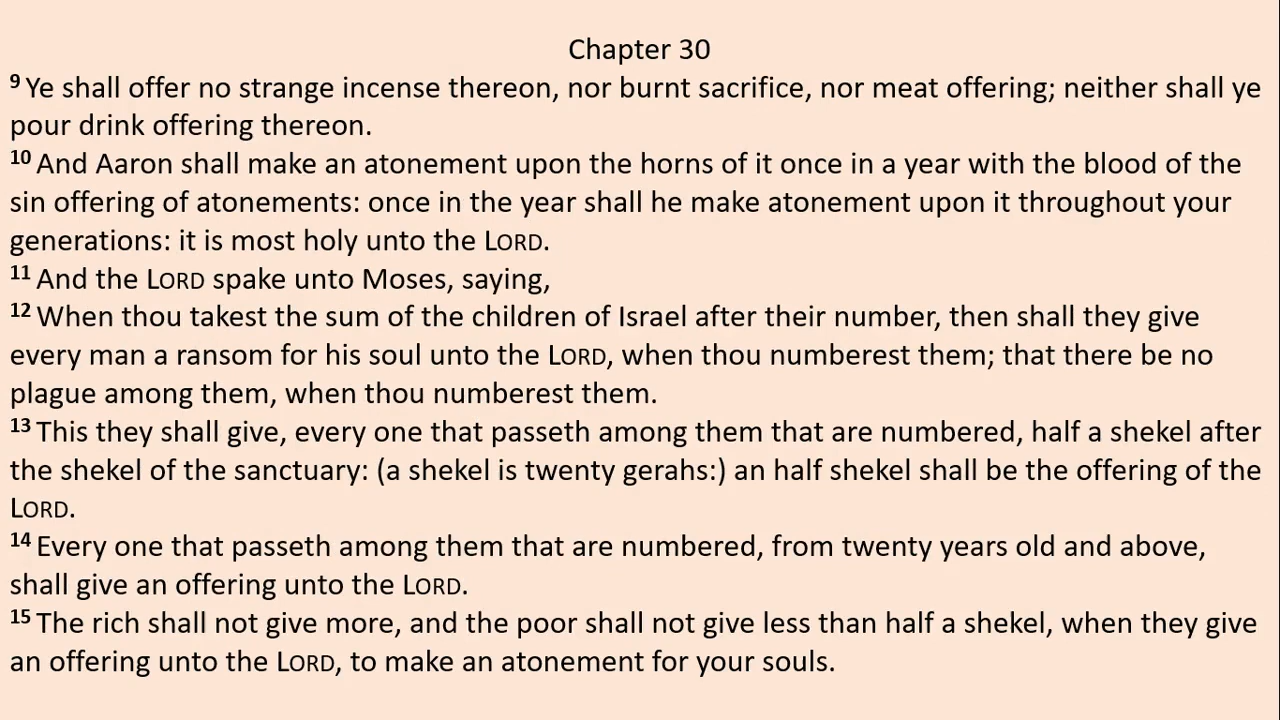 Chapter 30
9 Ye shall offer no strange incense thereon, nor burnt sacrifice, nor meat offering; neither shall ye
pour drink offering thereon.
10 And Aaron shall make an atonement upon the horns of it once in a year with the blood of the
sin offering of atonements: once in the year shall he make atonement upon it throughout your
generations: it is most holy unto the LORD.
11 And the LORD spake unto Moses, saying,
12 When thou takest the sum of the children of Israel after their number, then shall they give
every man a ransom for his soul unto the LORD, when thou numberest them; that there be no
plague among them, when thou numberest them.
13 This they shall give, every one that passeth among them that are numbered, half a shekel after
the shekel of the sanctuary: (a shekel is twenty gerahs:) an half shekel shall be the offering of the
LORD.
14 Every one that passeth among them that are numbered, from twenty years old and above,
shall give an offering unto the LORD.
15 The rich shall not give more, and the poor shall not give less than half a shekel, when they give
an offering unto the LORD, to make an atonement for your souls.